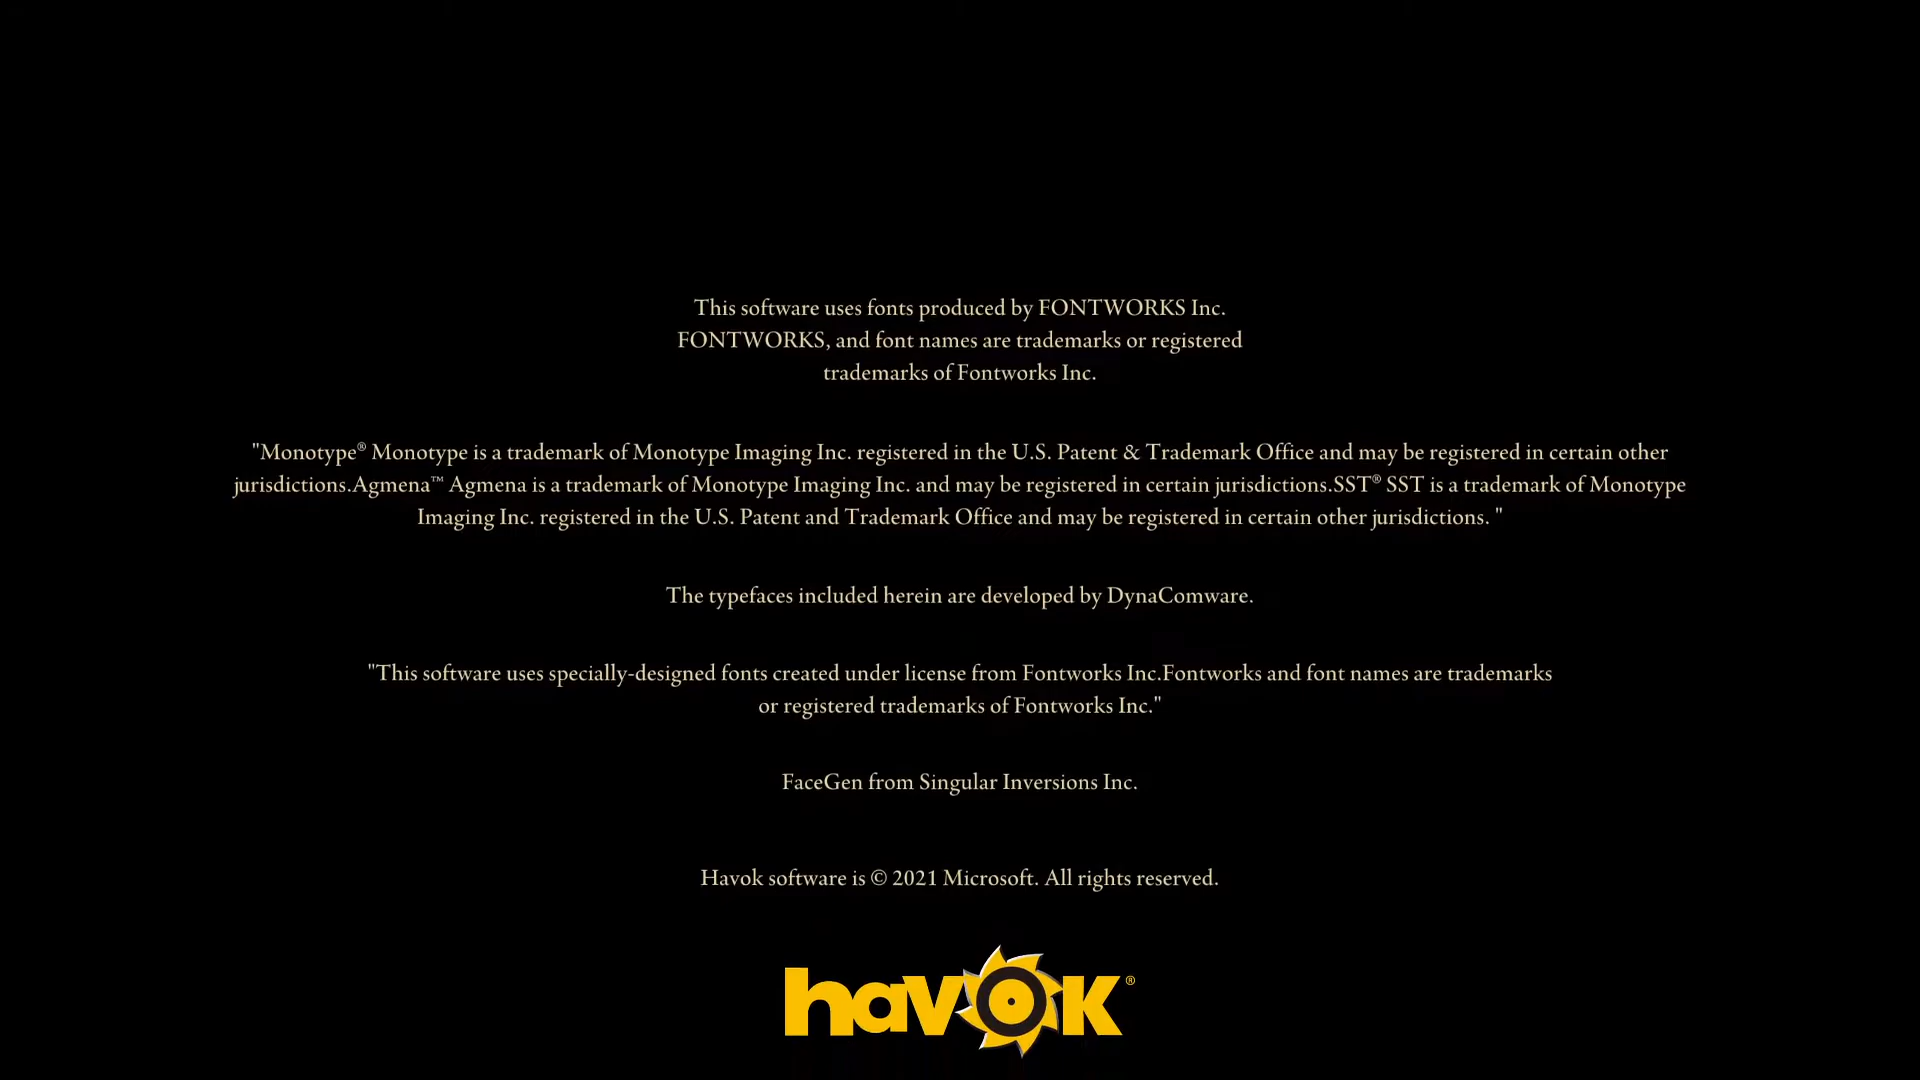 This software uses fonts produced by FONTWORKS Inc.
FONTWORKS, and font names are trademarks or registered
trademarks of Fontworks Inc.
"Monotype® Monotype is a trademark of Monotype Imaging Inc. registered in the U.S. Patent & Trademark Office and may be registered in certain other
jurisdictions.Agmena™ Agmena is a trademark of Monotype Imaging Inc. and may be registered in certain jurisdictions.SST® SST is a trademark of Monotype
Imaging Inc. registered in the U.S. Patent and Trademark Office and may be registered in certain other jurisdictions. "
The typefaces included herein are developed by DynaComware.
"This software uses specially-designed fonts created under license from Fontworks Inc.Fontworks and font names are trademarks
or registered trademarks of Fontworks Inc."
FaceGen from Singular Inversions Inc.
Havok software is © 2021 Microsoft. All rights reserved.
havok®